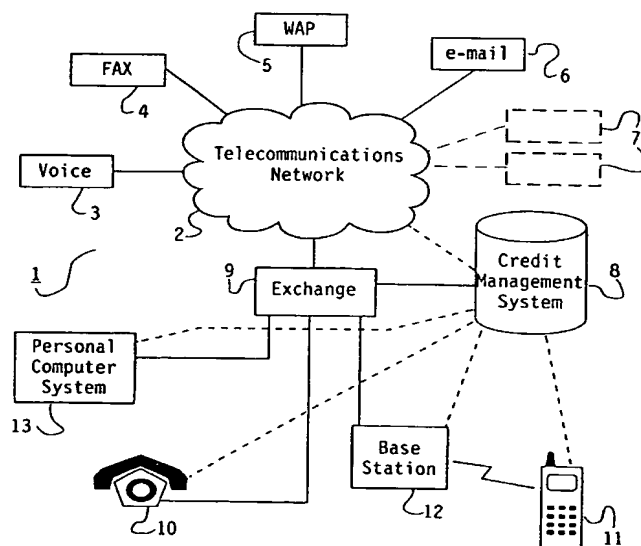 WAP
5
FAX
4
e-mail
6
7
Telecommunications
Network
Voice
3
2
1
9
Exchange
Credit
Management
System
8
Personal
Computer
System
13
Base
Station
12
10
11